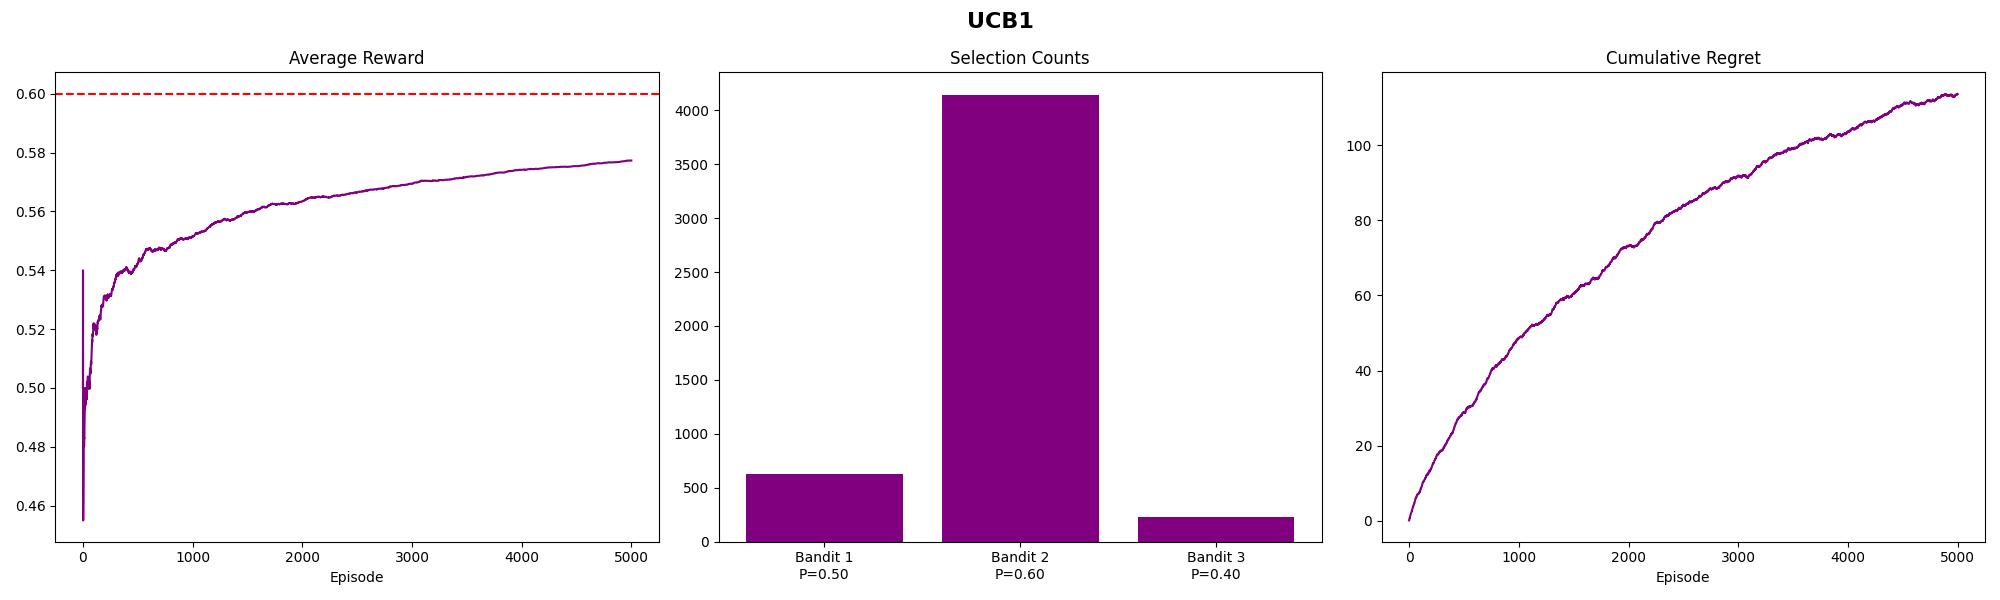 UCB1
Average Reward
0.60
0.58
0.56
0.54
0.52
0.50
0.48
0.46
0 1000 2000 3000 4000 5000
Episode
Selection Counts
4000
3500
3000
2500
2000
1500
1000
500
0
Bandit 1 Bandit 2 Bandit 3
P=0.50 P=0.60 P=0.40
Cumulative Regret
100
80
60
40
20
0
0 1000 2000 3000 4000 5000
Episode